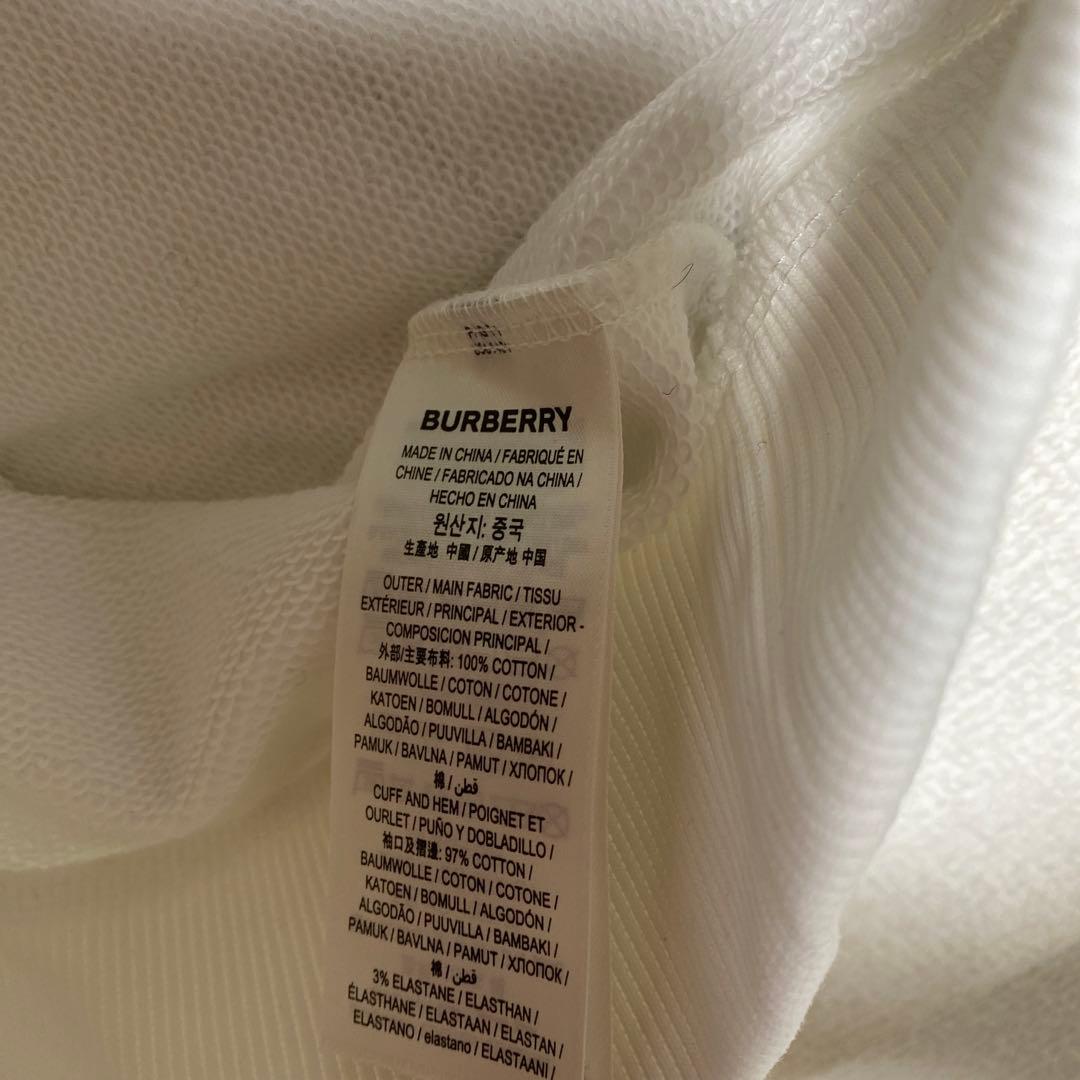 BURBERRY
MADE IN CHINA / FABRIQUÉ EN
CHINE / FABRICADO NA CHINA /
HECHO EN CHINA
원산지: 중국
生產地 中國 / 原产地 中国
OUTER / MAIN FABRIC / TISSU
EXTÉRIEUR / PRINCIPAL / EXTERIOR -
COMPOSICION PRINCIPAL /
外部/主要布料: 100% COTTON /
BAUMWOLLE / COTON / COTONE /
KATOEN / BOMULL / ALGODÓN /
ALGODÃO / PUUVILLA / BAMBAKI /
PAMUK / BAVLNA / PAMUT / ХЛОПОК /
棉 / قطن
CUFF AND HEM / POIGNET ET
OURLET / PUÑO Y DOBLADILLO /
袖口及摺邊: 97% COTTON /
BAUMWOLLE / COTON / COTONE /
KATOEN / BOMULL / ALGODÓN /
ALGODÃO / PUUVILLA / BAMBAKI /
PAMUK / BAVLNA / PAMUT / ХЛОПОК /
棉 / قطن
3% ELASTANE / ELASTHAN /
ÉLASTHANE / ELASTAAN / ELASTAN /
ELASTANO / elastano / ELASTAANI /